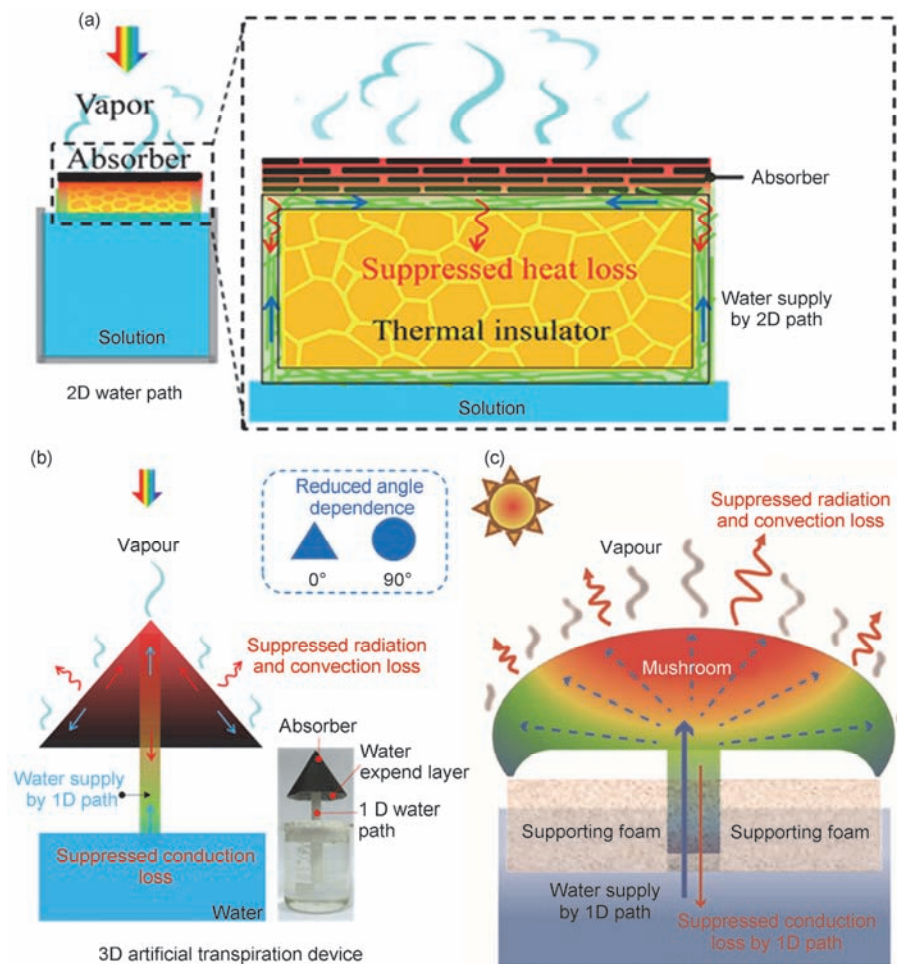 (a)
Vapor
Absorber
Solution
2D water path
Absorber
Suppressed heat loss
Thermal insulator
Water supply
by 2D path
Solution
(b)
Vapour
Reduced angle
dependence
0°
90°
Suppressed radiation
and convection loss
Water supply
by 1D path
Suppressed conduction
loss
Water
Absorber
Water
expend layer
1 D water
path
3D artificial transpiration device
(c)
Suppressed radiation
and convection loss
Vapour
Mushroom
Supporting foam
Supporting foam
Water supply
by 1D path
Suppressed conduction
loss by 1D path